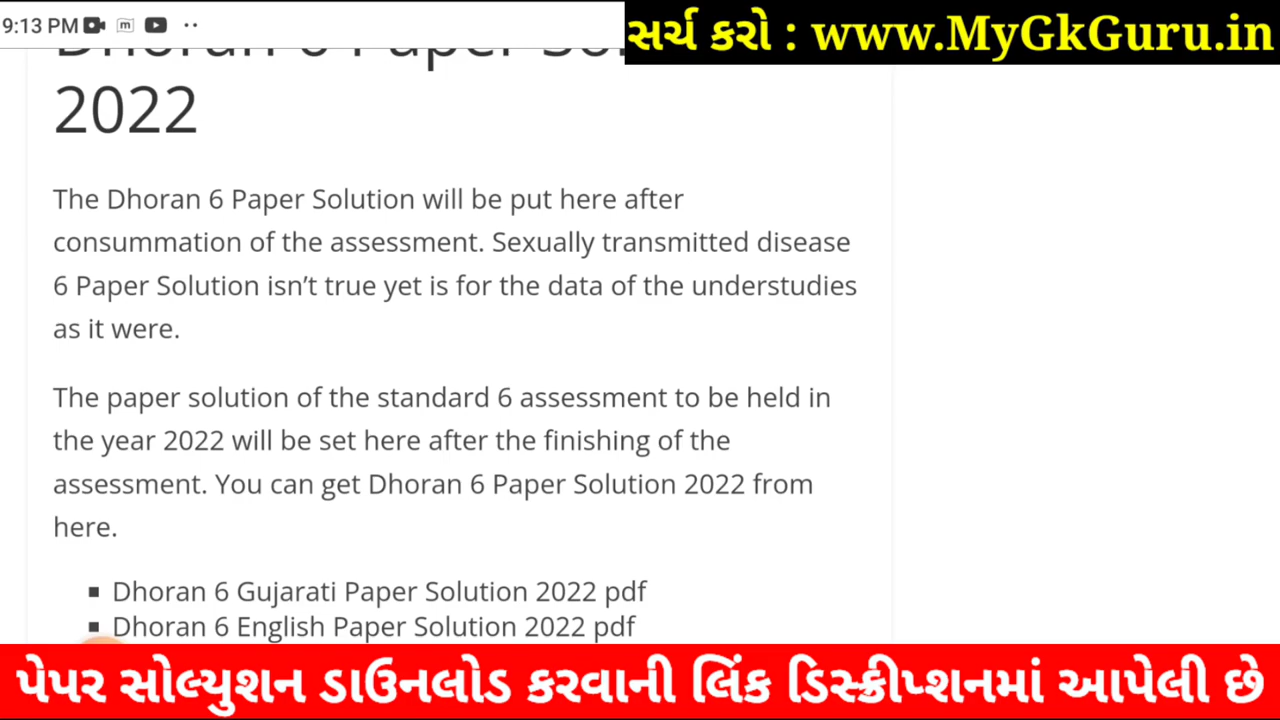 9:13 PM
સર્ચ કરો : www.MyGkGuru.in
Dhoran 6 Paper
2022
The Dhoran 6 Paper Solution will be put here after
consummation of the assessment. Sexually transmitted disease
6 Paper Solution isn’t true yet is for the data of the understudies
as it were.
The paper solution of the standard 6 assessment to be held in
the year 2022 will be set here after the finishing of the
assessment. You can get Dhoran 6 Paper Solution 2022 from
here.
▪ Dhoran 6 Gujarati Paper Solution 2022 pdf
▪ Dhoran 6 English Paper Solution 2022 pdf
પેપર સોલ્યુશન ડાઉનલોડ કરવાની લિંક ડિસ્ક્રીપ્શનમાં આપેલી છે